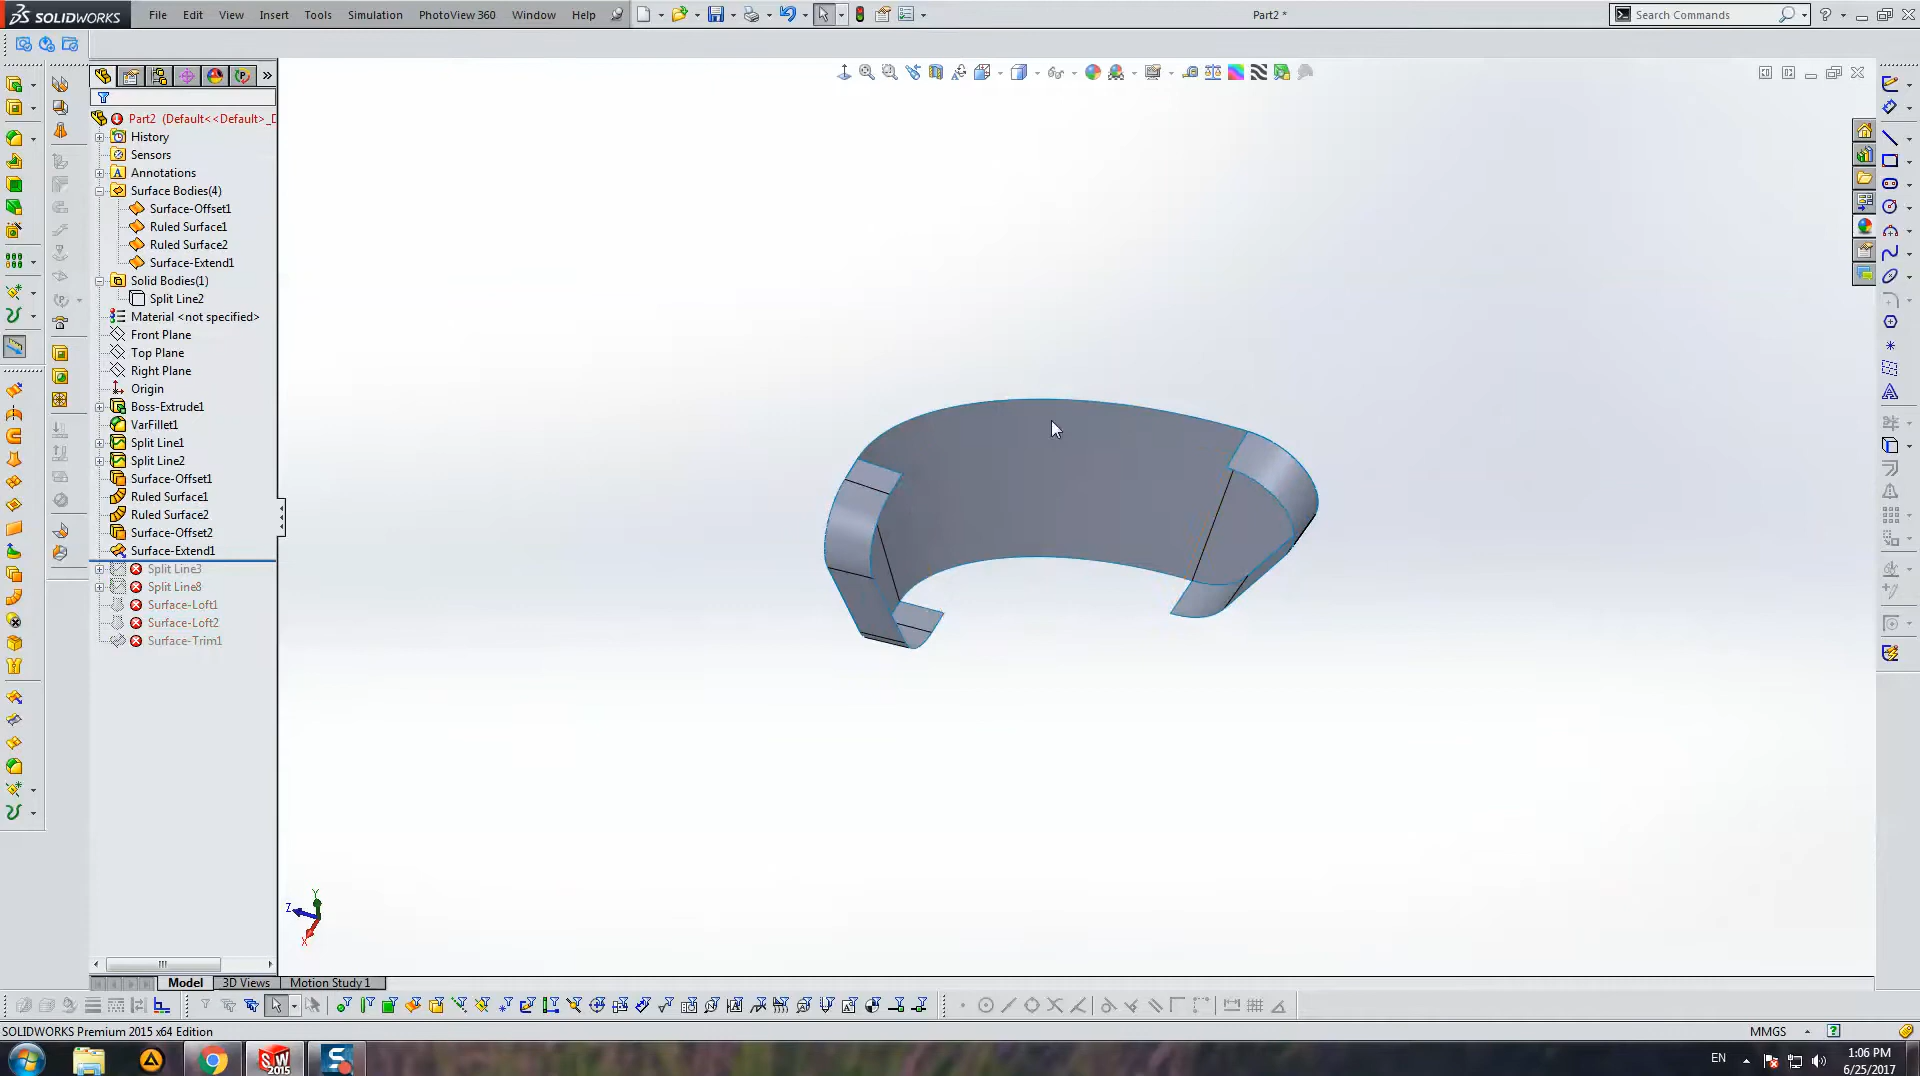 SOLIDWORKS File Edit View Insert Tools Simulation PhotoView 360 Window Help Part2 * Search Commands
Part2 (Default<<Default>_D
History
Sensors
Annotations
Surface Bodies(4)
Surface-Offset1
Ruled Surface1
Ruled Surface2
Surface-Extend1
Solid Bodies(1)
Split Line2
Material <not specified>
Front Plane
Top Plane
Right Plane
Origin
Boss-Extrude1
VarFillet1
Split Line1
Split Line2
Surface-Offset1
Ruled Surface1
Ruled Surface2
Surface-Offset2
Surface-Extend1
Split Line3
Split Line8
Surface-Loft1
Surface-Loft2
Surface-Trim1
Y
Z
X
Model 3D Views Motion Study 1
SOLIDWORKS Premium 2015 x64 Edition MMGS
EN 1:06 PM
6/25/2017